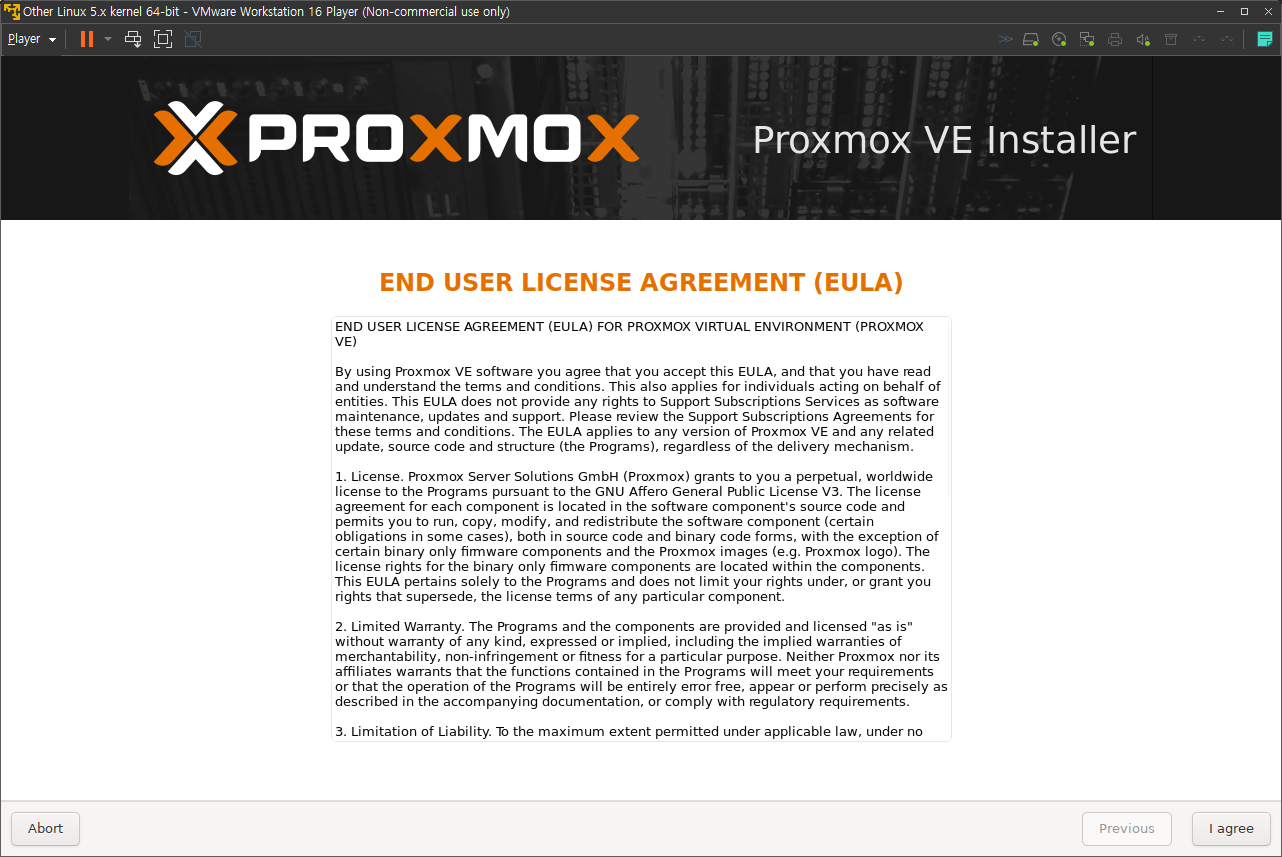 Other Linux 5.x kernel 64-bit - VMware Workstation 16 Player (Non-commercial use only)
Player
PROXMOX
Proxmox VE Installer
END USER LICENSE AGREEMENT (EULA)
END USER LICENSE AGREEMENT (EULA) FOR PROXMOX VIRTUAL ENVIRONMENT (PROXMOX
VE)
By using Proxmox VE software you agree that you accept this EULA, and that you have read
and understand the terms and conditions. This also applies for individuals acting on behalf of
entities. This EULA does not provide any rights to Support Subscriptions Services as software
maintenance, updates and support. Please review the Support Subscriptions Agreements for
these terms and conditions. The EULA applies to any version of Proxmox VE and any related
update, source code and structure (the Programs), regardless of the delivery mechanism.
1. License. Proxmox Server Solutions GmbH (Proxmox) grants to you a perpetual, worldwide
license to the Programs pursuant to the GNU Affero General Public License V3. The license
agreement for each component is located in the software component's source code and
permits you to run, copy, modify, and redistribute the software component (certain
obligations in some cases), both in source code and binary code forms, with the exception of
certain binary only firmware components and the Proxmox images (e.g. Proxmox logo). The
license rights for the binary only firmware components are located within the components.
This EULA pertains solely to the Programs and does not limit your rights under, or grant you
rights that supersede, the license terms of any particular component.
2. Limited Warranty. The Programs and the components are provided and licensed "as is"
without warranty of any kind, expressed or implied, including the implied warranties of
merchantability, non-infringement or fitness for a particular purpose. Neither Proxmox nor its
affiliates warrants that the functions contained in the Programs will meet your requirements
or that the operation of the Programs will be entirely error free, appear or perform precisely as
described in the accompanying documentation, or comply with regulatory requirements.
3. Limitation of Liability. To the maximum extent permitted under applicable law, under no
Abort
Previous
I agree